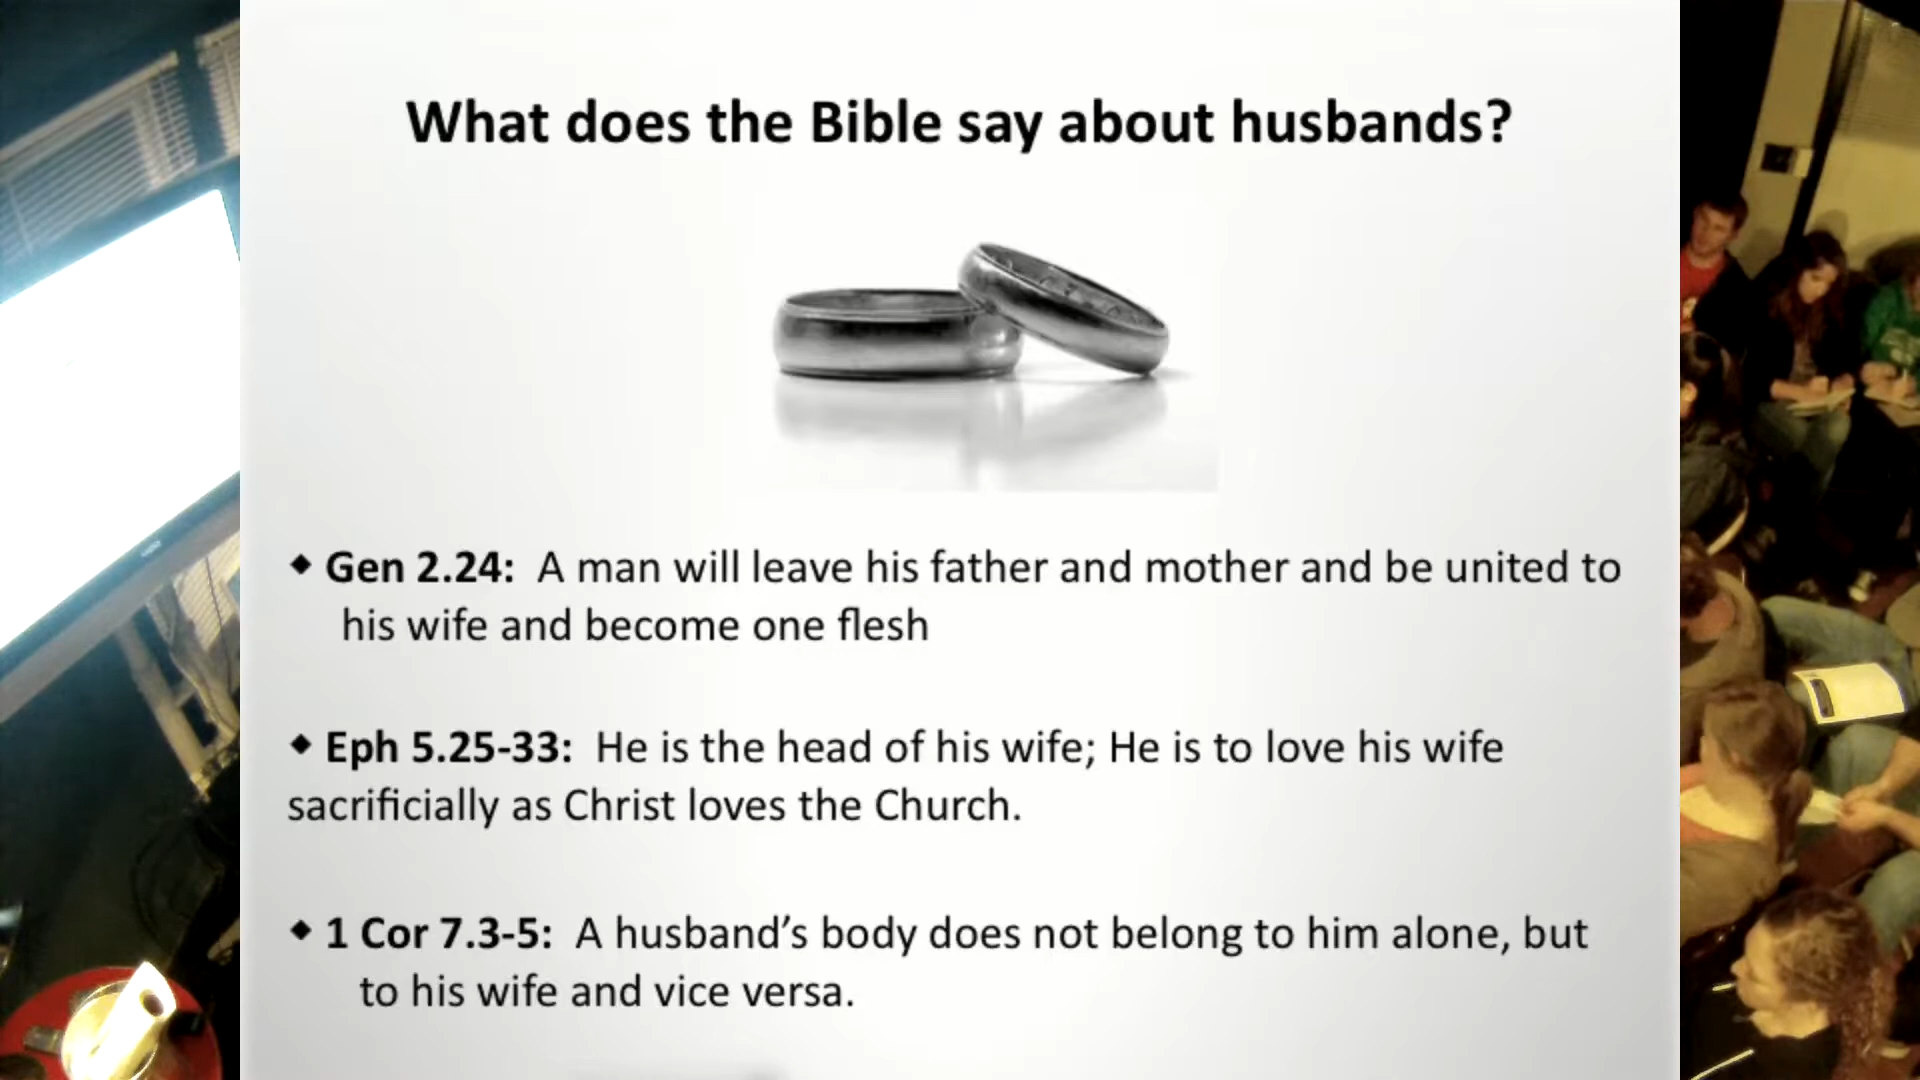 What does the Bible say about husbands?
◆ Gen 2.24: A man will leave his father and mother and be united to
his wife and become one flesh
◆ Eph 5.25-33: He is the head of his wife; He is to love his wife
sacrificially as Christ loves the Church.
◆ 1 Cor 7.3-5: A husband’s body does not belong to him alone, but
to his wife and vice versa.